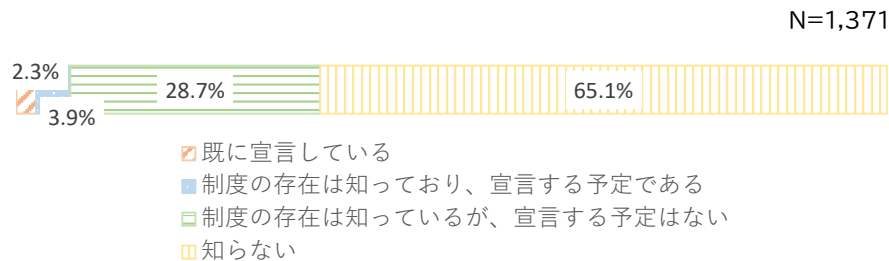 N=1,371
2.3%
28.7%
65.1%
3.9%
既に宣言している
制度の存在は知っており、宣言する予定である
制度の存在は知っているが、宣言する予定はない
知らない